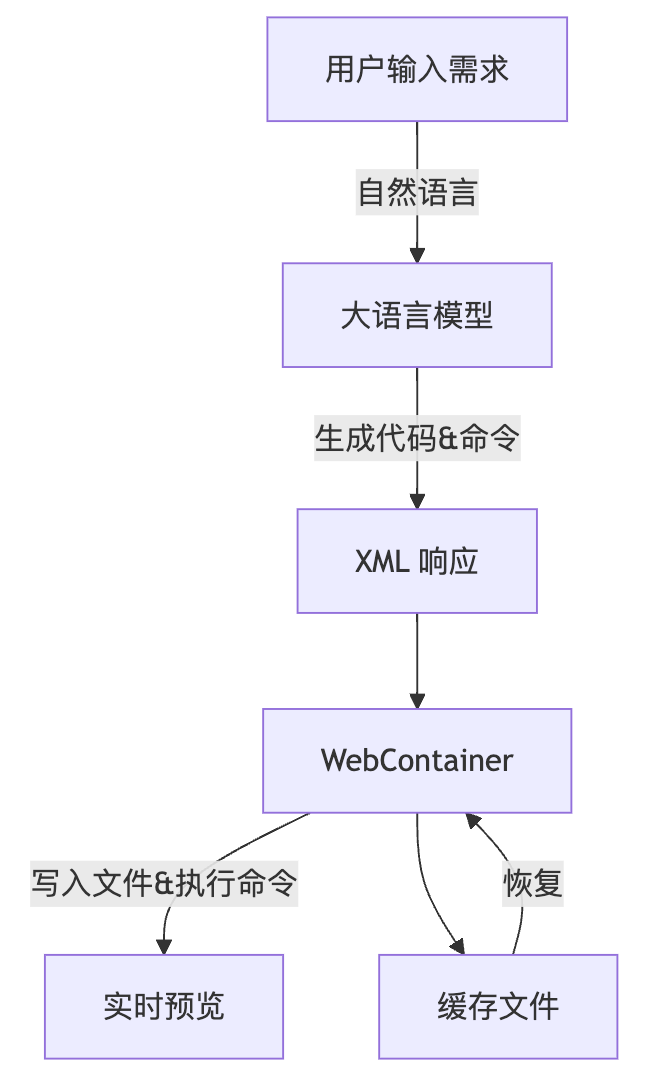 用户输入需求
自然语言
大语言模型
生成代码&命令
XML 响应
WebContainer
写入文件&执行命令
恢复
实时预览
缓存文件